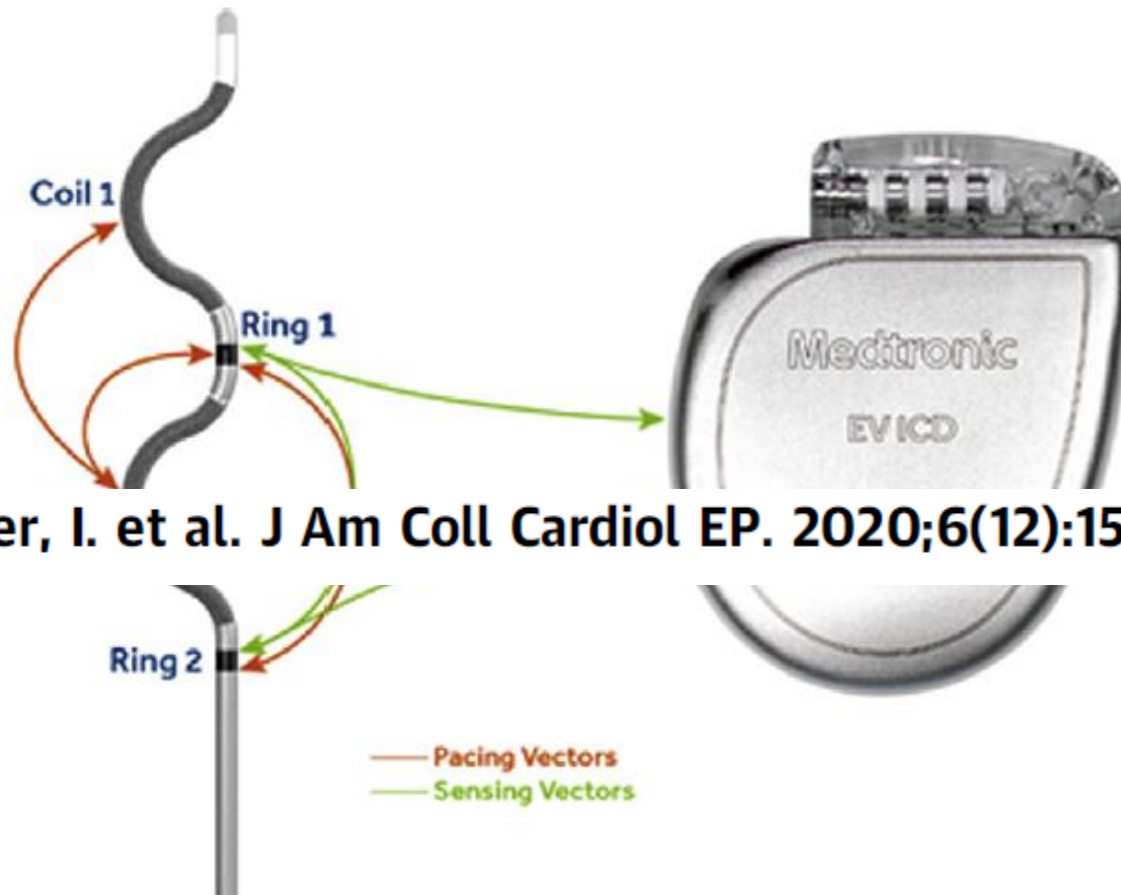 Coil 1
Ring 1
Medtronic
EV ICD
er, I. et al. J Am Coll Cardiol EP. 2020;6(12):15
Ring 2
Pacing Vectors
Sensing Vectors